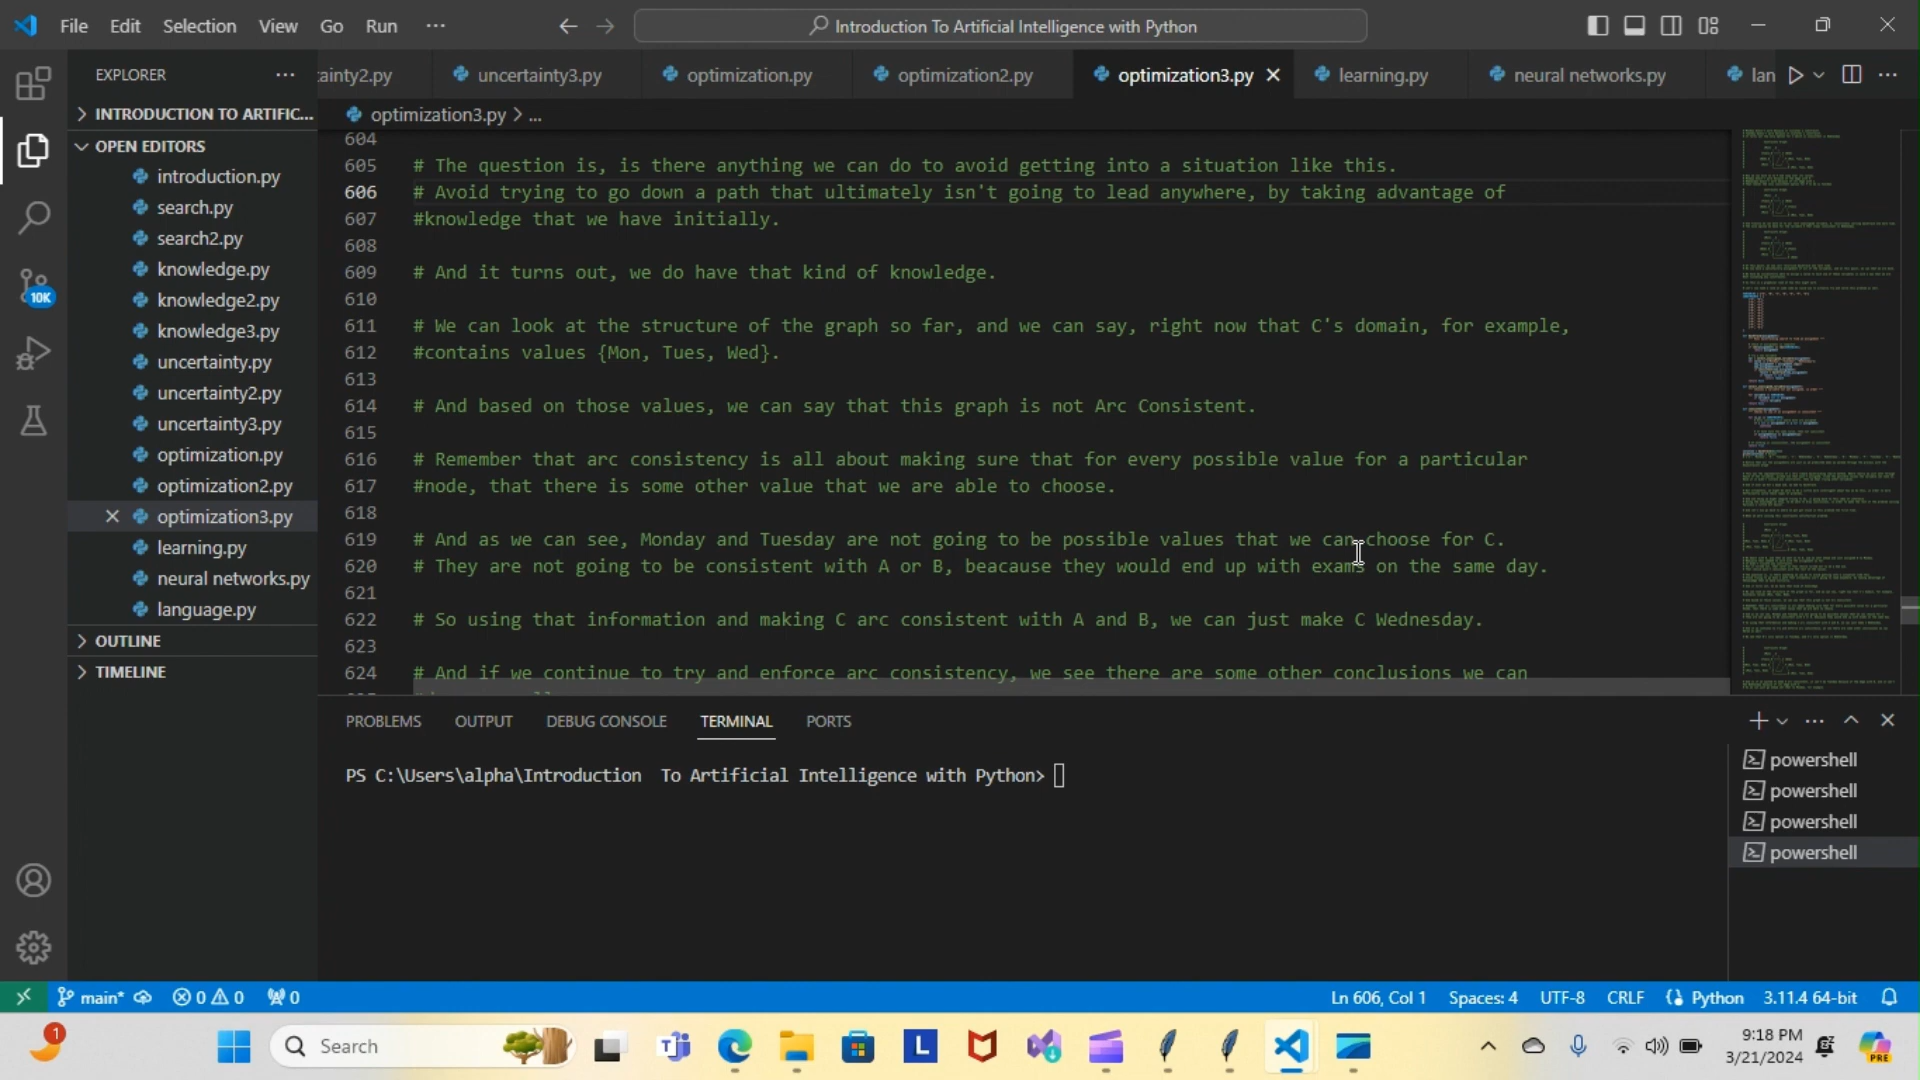 File Edit Selection View Go Run ···
Introduction To Artificial Intelligence with Python
EXPLORER ···
tainty2.py uncertainty3.py optimization.py optimization2.py optimization3.py learning.py neural networks.py lan
INTRODUCTION TO ARTIFIC...
OPEN EDITORS
introduction.py
search.py
search2.py
knowledge.py
knowledge2.py
knowledge3.py
uncertainty.py
uncertainty2.py
uncertainty3.py
optimization.py
optimization2.py
optimization3.py
learning.py
neural networks.py
language.py
OUTLINE
TIMELINE
10K
optimization3.py > ...
604
605 # The question is, is there anything we can do to avoid getting into a situation like this.
606 # Avoid trying to go down a path that ultimately isn't going to lead anywhere, by taking advantage of
607 #knowledge that we have initially.
608
609 # And it turns out, we do have that kind of knowledge.
610
611 # We can look at the structure of the graph so far, and we can say, right now that C's domain, for example,
612 #contains values {Mon, Tues, Wed}.
613
614 # And based on those values, we can say that this graph is not Arc Consistent.
615
616 # Remember that arc consistency is all about making sure that for every possible value for a particular
617 #node, that there is some other value that we are able to choose.
618
619 # And as we can see, Monday and Tuesday are not going to be possible values that we can choose for C.
620 # They are not going to be consistent with A or B, beacause they would end up with exams on the same day.
621
622 # So using that information and making C arc consistent with A and B, we can just make C Wednesday.
623
624 # And if we continue to try and enforce arc consistency, we see there are some other conclusions we can
PROBLEMS OUTPUT DEBUG CONSOLE TERMINAL PORTS
PS C:\Users\alpha\Introduction  To Artificial Intelligence with Python>
powershell
powershell
powershell
powershell
main* 0 0 0
Ln 606, Col 1 Spaces: 4 UTF-8 CRLF Python 3.11.4 64-bit
1
Search
L
9:18 PM
3/21/2024
PRE